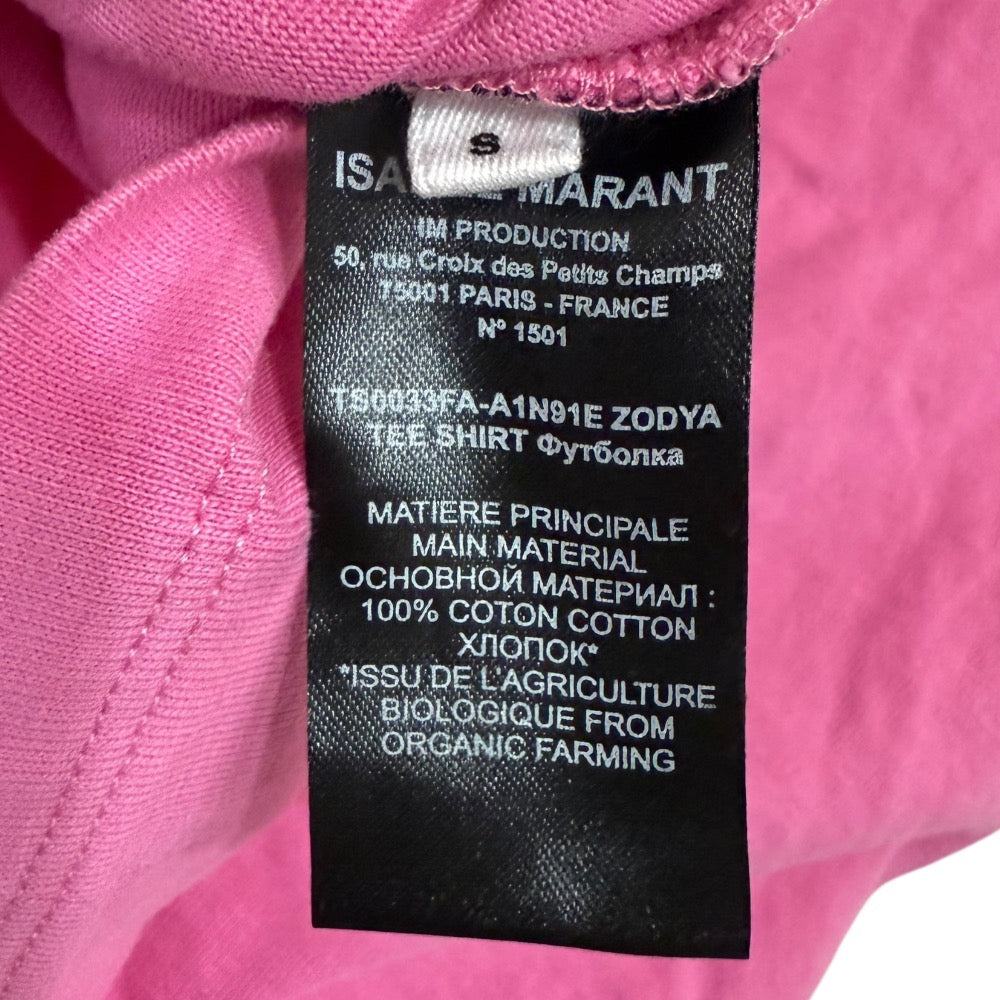 S
ISA MARANT
IM PRODUCTION
50, rue Croix des Petits Champs
75001 PARIS - FRANCE
N° 1501
TS0033FA-A1N91E ZODYA
TEE SHIRT Футболка
MATIERE PRINCIPALE
MAIN MATERIAL
ОСНОВНОЙ МАТЕРИАЛ :
100% COTON COTTON
ХЛОПОК*
*ISSU DE L'AGRICULTURE
BIOLOGIQUE FROM
ORGANIC FARMING